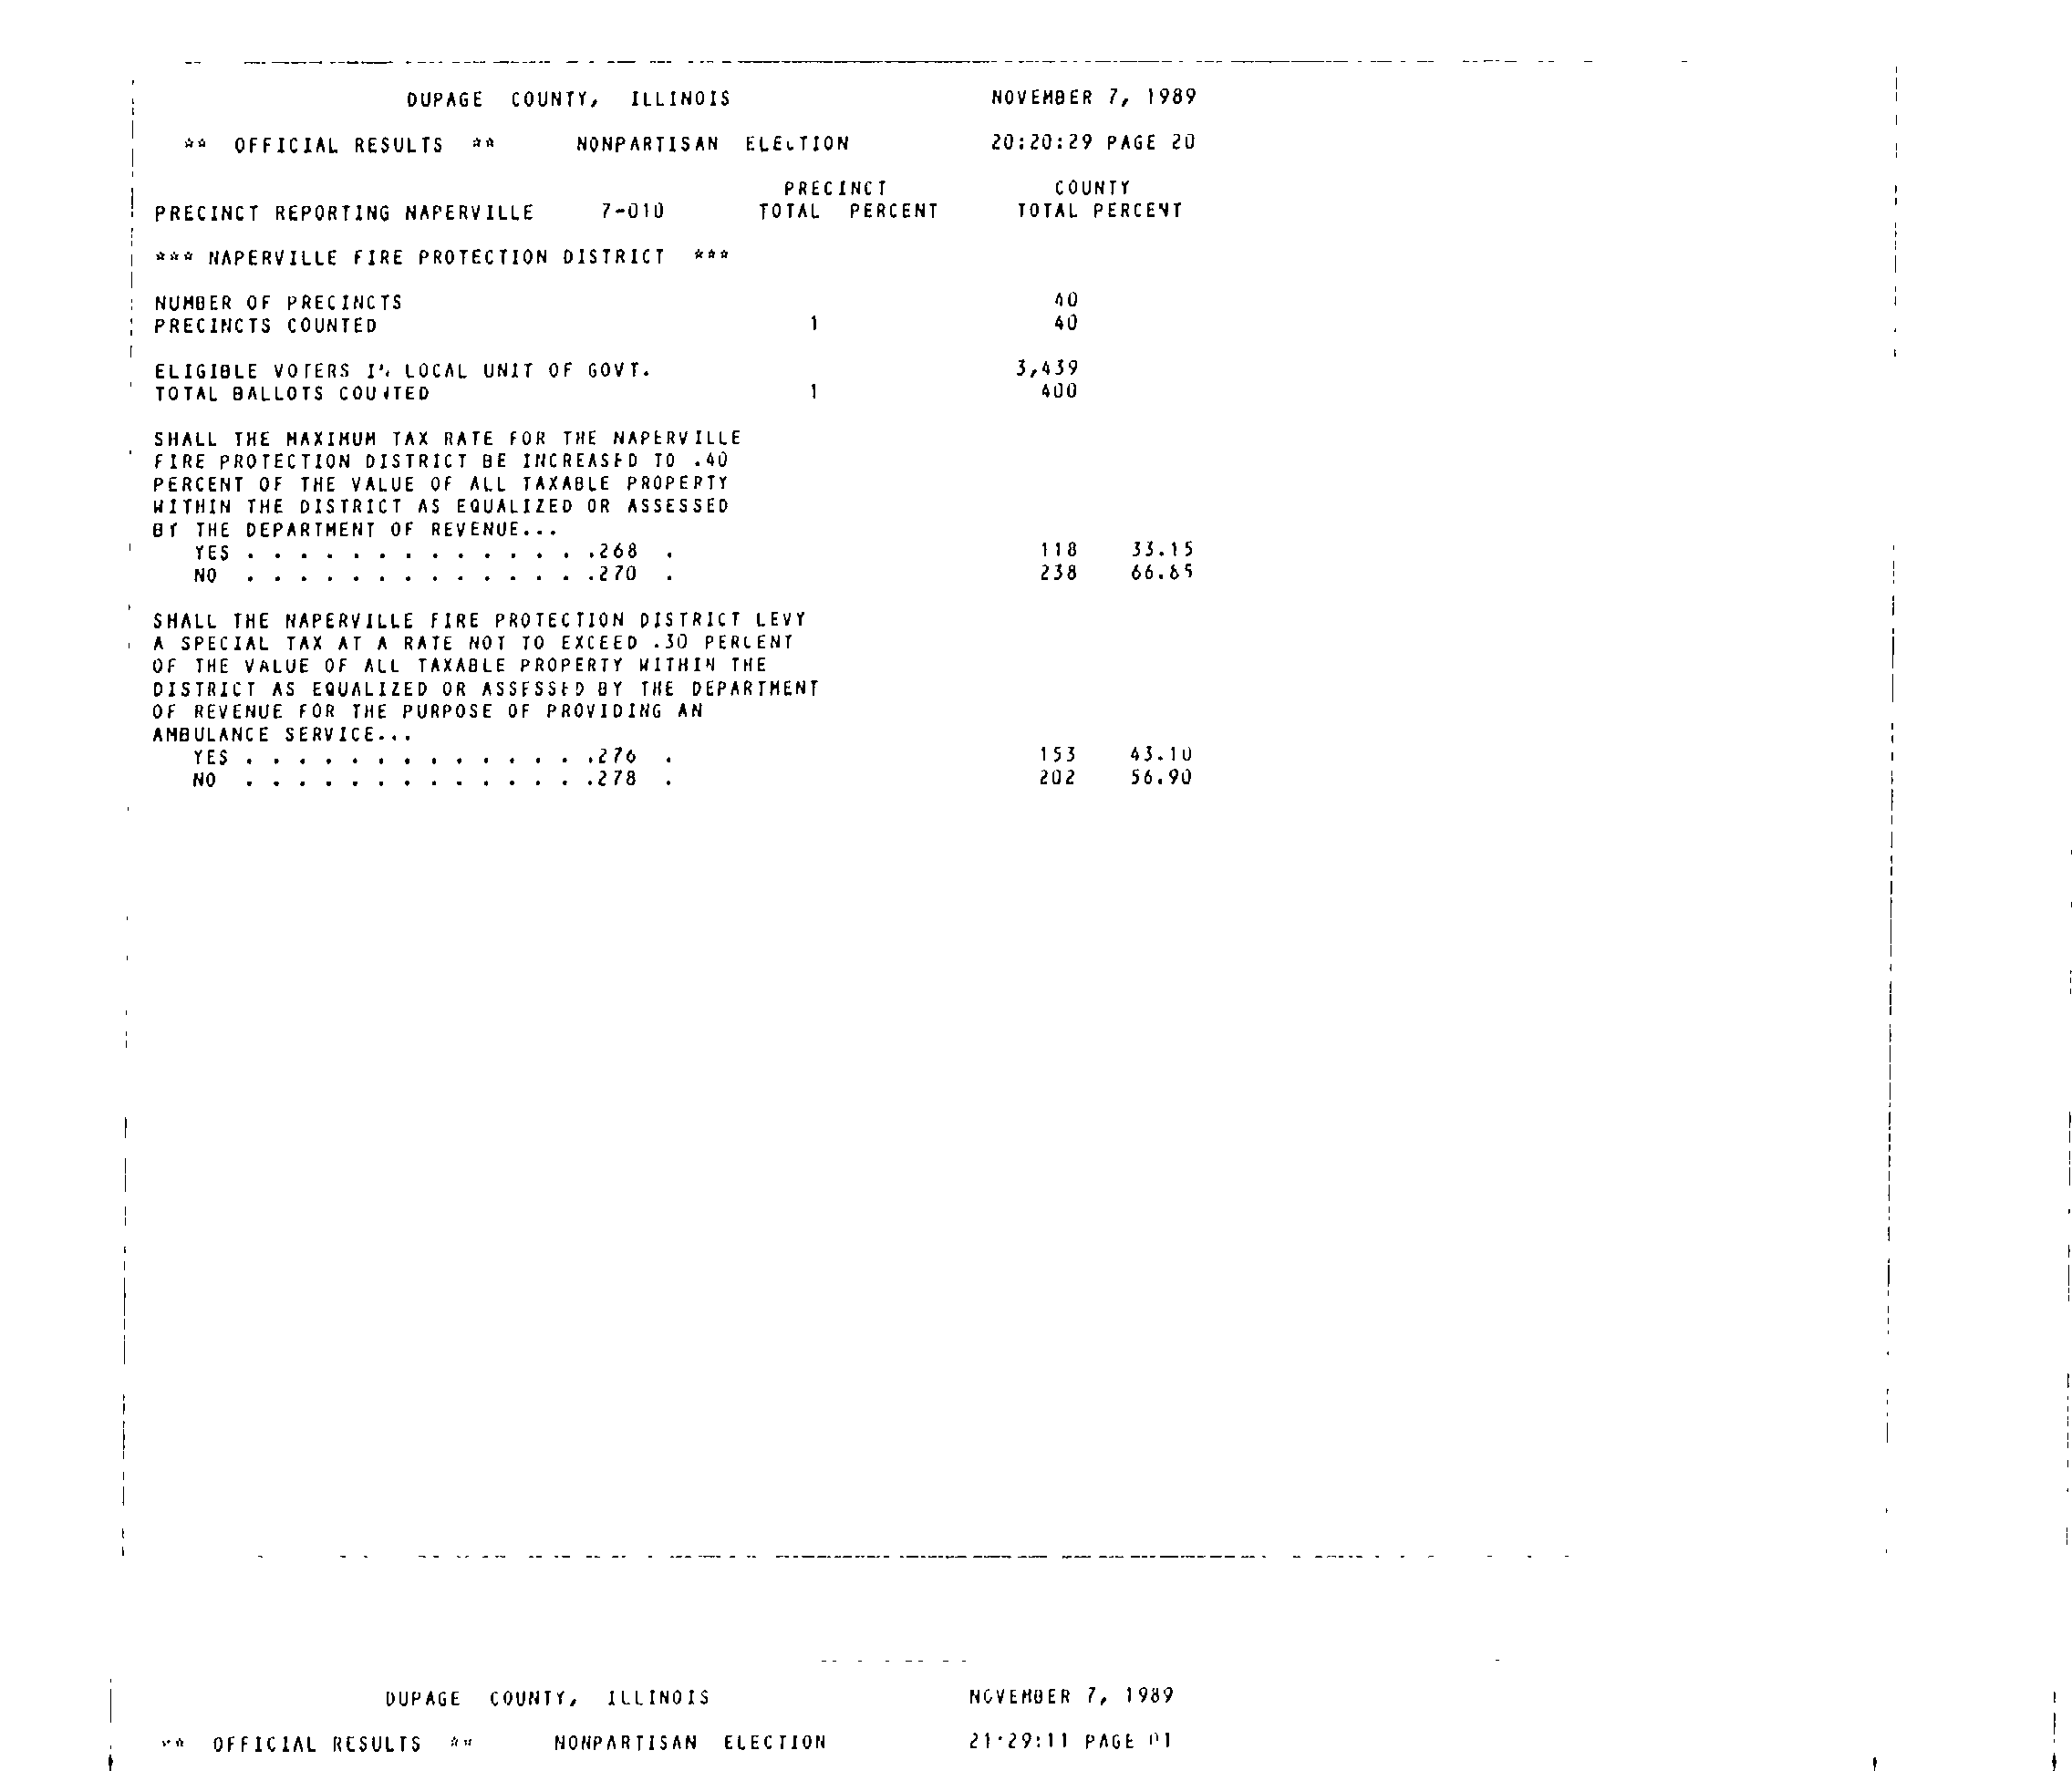 DUPAGE COUNTY, ILLINOIS NOVEMBER 7, 1989
** OFFICIAL RESULTS ** NONPARTISAN ELECTION 20:20:29 PAGE 20
PRECINCT COUNTY
PRECINCT REPORTING NAPERVILLE 7-010 TOTAL PERCENT TOTAL PERCENT
*** NAPERVILLE FIRE PROTECTION DISTRICT ***
NUMBER OF PRECINCTS 40
PRECINCTS COUNTED 1 40
ELIGIBLE VOTERS IN LOCAL UNIT OF GOVT. 3,439
TOTAL BALLOTS COUNTED 1 400
SHALL THE MAXIMUM TAX RATE FOR THE NAPERVILLE
FIRE PROTECTION DISTRICT BE INCREASED TO .40
PERCENT OF THE VALUE OF ALL TAXABLE PROPERTY
WITHIN THE DISTRICT AS EQUALIZED OR ASSESSED
BY THE DEPARTMENT OF REVENUE...
YES . . . . . . . . . . . . . .268 . 118 33.15
NO . . . . . . . . . . . . . .270 . 238 66.85
SHALL THE NAPERVILLE FIRE PROTECTION DISTRICT LEVY
A SPECIAL TAX AT A RATE NOT TO EXCEED .30 PERCENT
OF THE VALUE OF ALL TAXABLE PROPERTY WITHIN THE
DISTRICT AS EQUALIZED OR ASSESSED BY THE DEPARTMENT
OF REVENUE FOR THE PURPOSE OF PROVIDING AN
AMBULANCE SERVICE...
YES . . . . . . . . . . . . . .276 . 153 43.10
NO . . . . . . . . . . . . . .278 . 202 56.90
DUPAGE COUNTY, ILLINOIS NOVEMBER 7, 1989
** OFFICIAL RESULTS ** NONPARTISAN ELECTION 21:29:11 PAGE